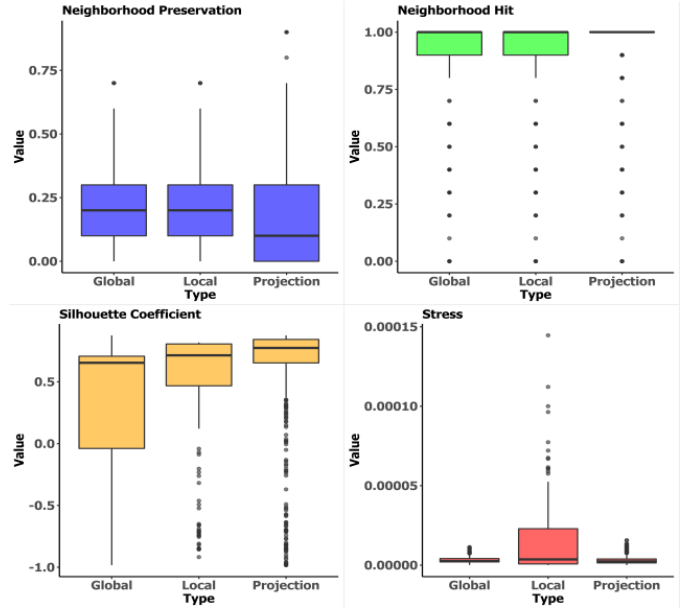 Neighborhood Preservation
Value
0.75
0.50
0.25
0.00
Global Local Projection
Type
Neighborhood Hit
Value
1.00
0.75
0.50
0.25
0.00
Global Local Projection
Type
Silhouette Coefficient
Value
0.5
0.0
-0.5
-1.0
Global Local Projection
Type
Stress
Value
0.00015
0.00010
0.00005
0.00000
Global Local Projection
Type